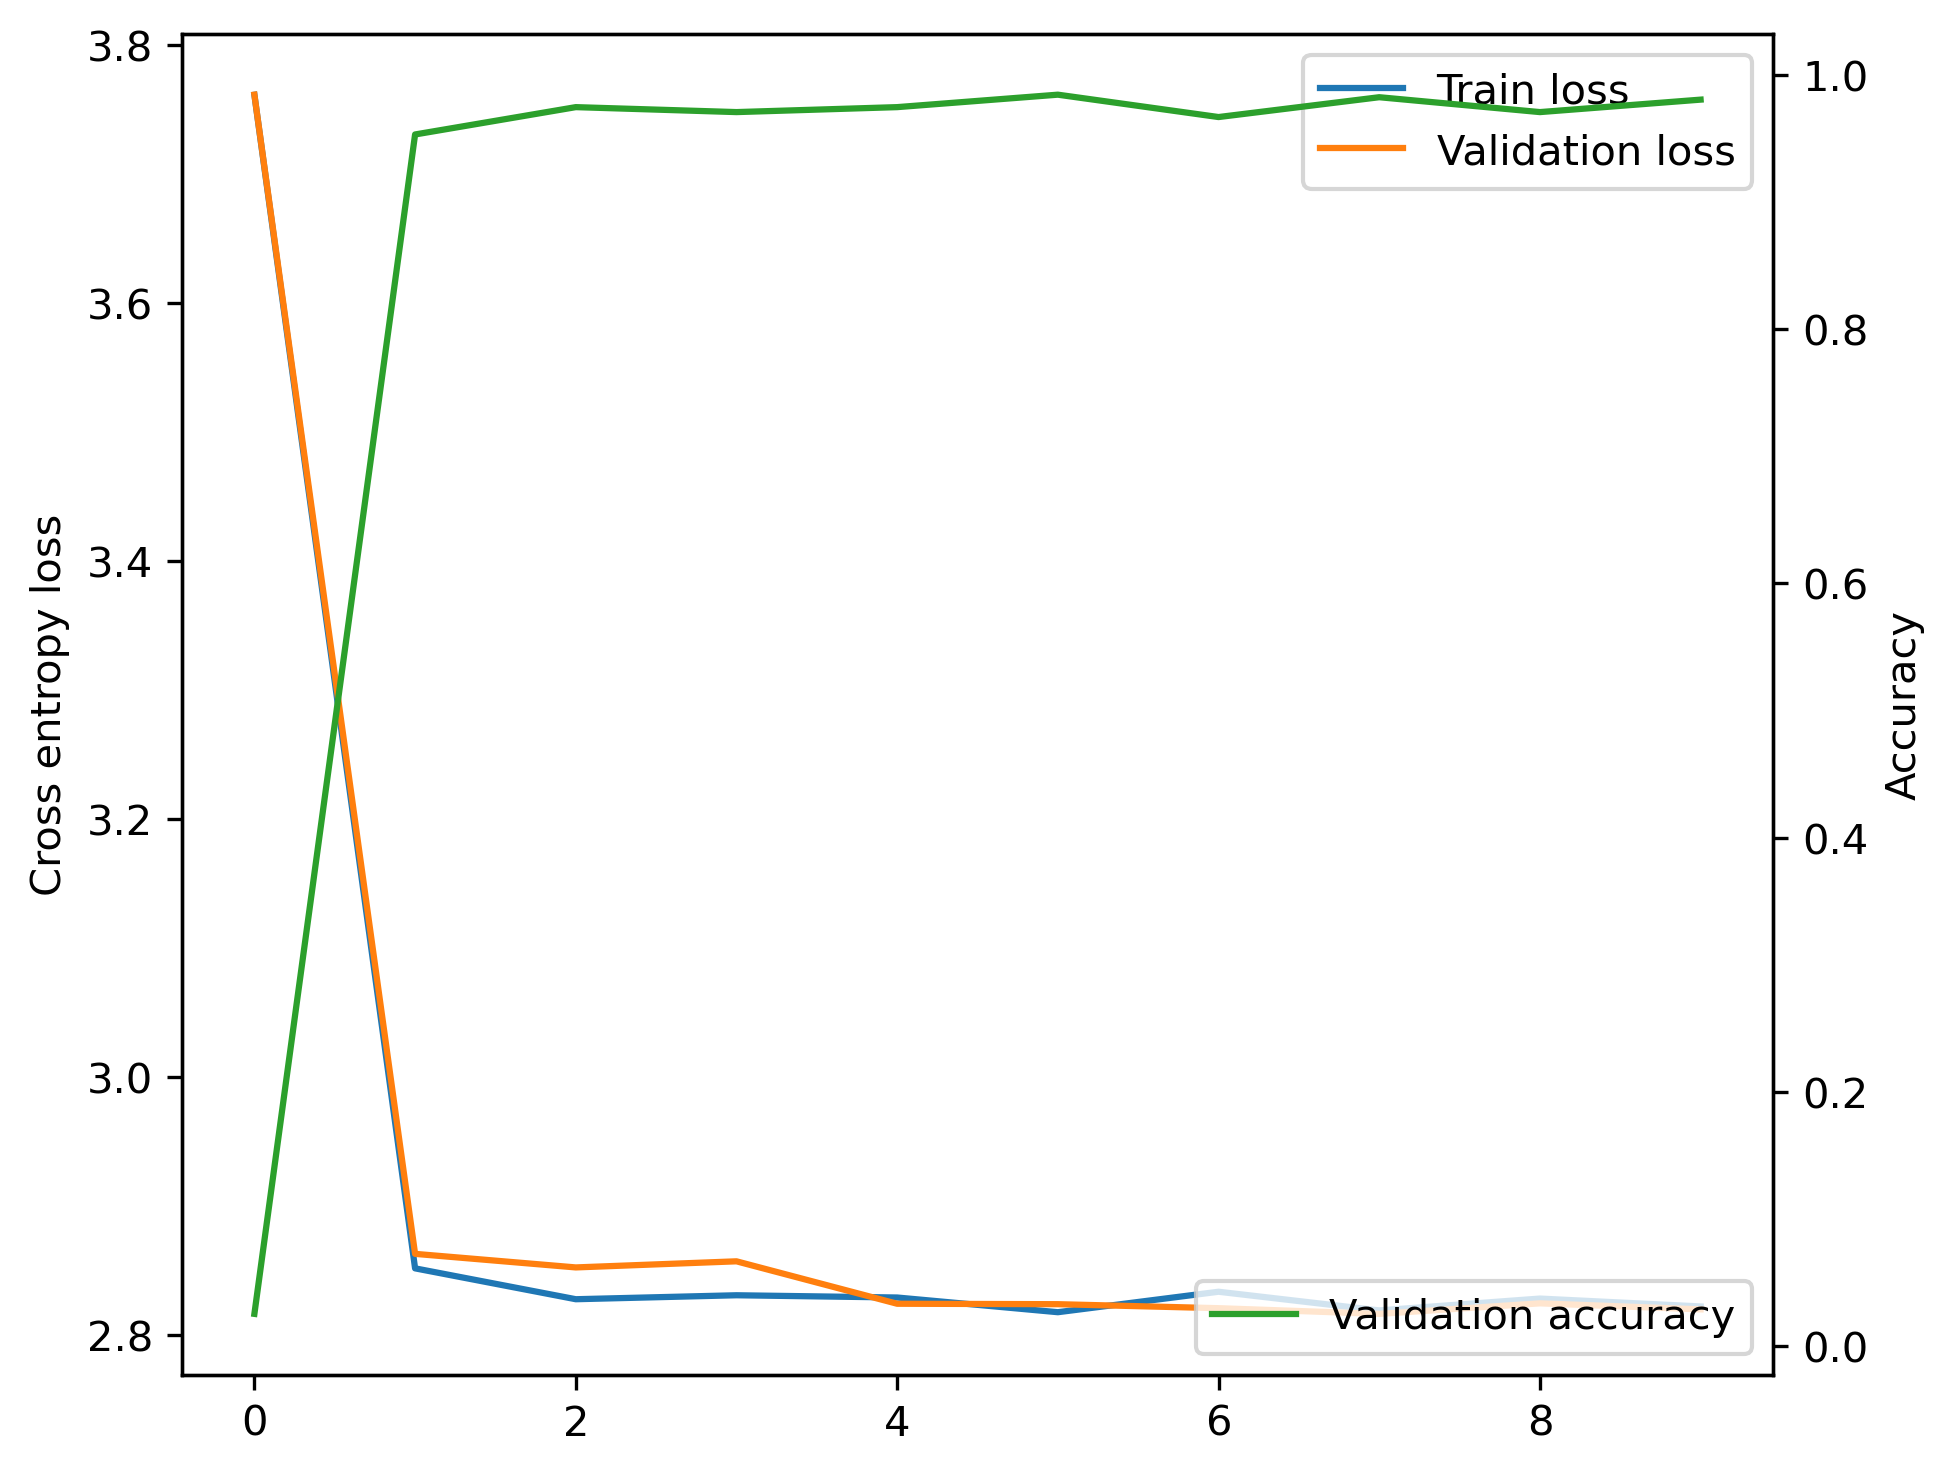 3.8
3.6
3.4
3.2
3.0
2.8
Cross entropy loss
Train loss
Validation loss
Validation accuracy
1.0
0.8
0.6
0.4
0.2
0.0
Accuracy
0 2 4 6 8